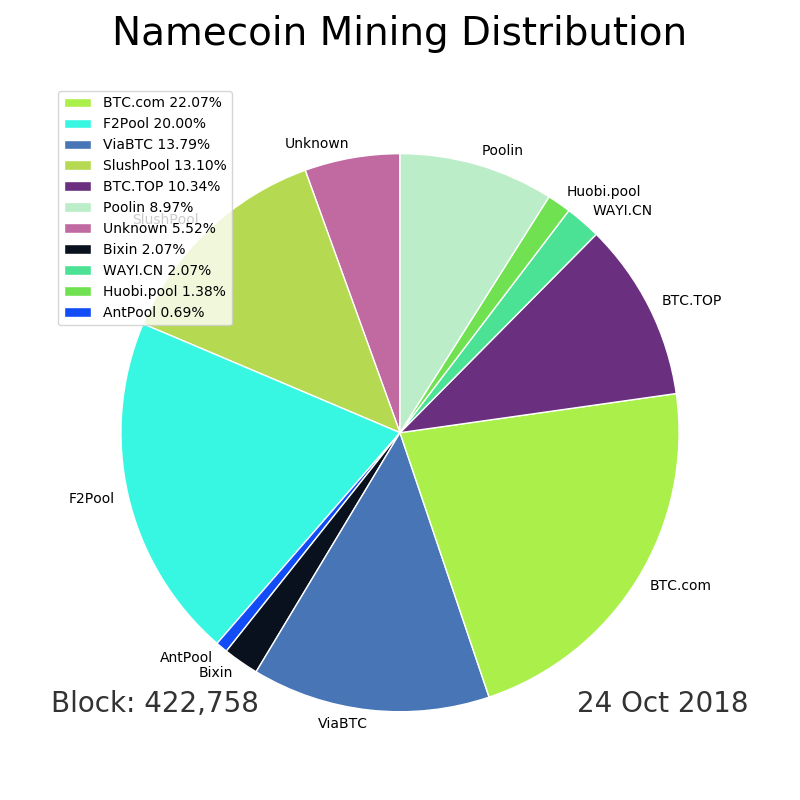 Namecoin Mining Distribution
BTC.com 22.07%
F2Pool 20.00%
ViaBTC 13.79%
SlushPool 13.10%
BTC.TOP 10.34%
Poolin 8.97%
Unknown 5.52%
Bixin 2.07%
WAYI.CN 2.07%
Huobi.pool 1.38%
AntPool 0.69%
Unknown
Poolin
Huobi.pool
WAYI.CN
SlushPool
BTC.TOP
F2Pool
BTC.com
AntPool
Bixin
ViaBTC
Block: 422,758
24 Oct 2018